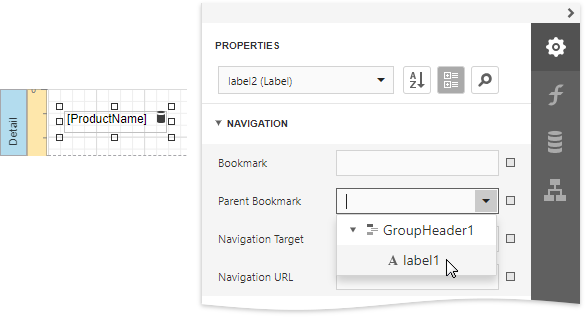 Detail
[ProductName]
PROPERTIES
label2 (Label)
A
Z
NAVIGATION
Bookmark
Parent Bookmark
GroupHeader1
A label1
Navigation Target
Navigation URL